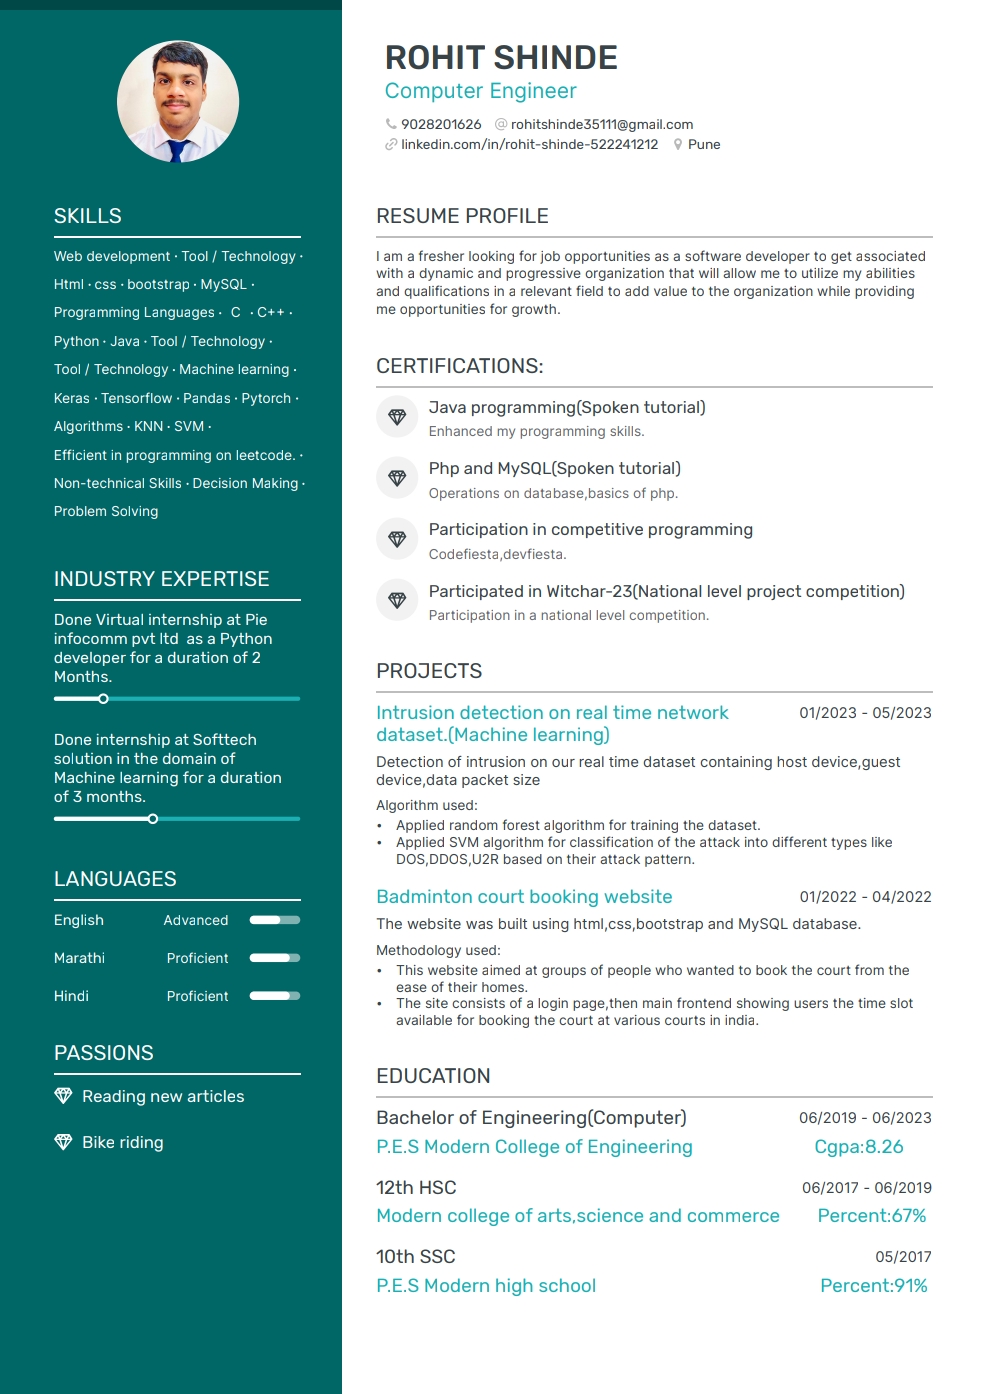 ROHIT SHINDE
Computer Engineer
9028201626 @ rohitshinde35111@gmail.com
linkedin.com/in/rohit-shinde-522241212 Pune
SKILLS
Web development · Tool / Technology ·
Html · css · bootstrap · MySQL ·
Programming Languages · C · C++ ·
Python · Java · Tool / Technology ·
Tool / Technology · Machine learning ·
Keras · Tensorflow · Pandas · Pytorch ·
Algorithms · KNN · SVM ·
Efficient in programming on leetcode. ·
Non-technical Skills · Decision Making ·
Problem Solving
INDUSTRY EXPERTISE
Done Virtual internship at Pie
infocomm pvt ltd as a Python
developer for a duration of 2
Months.
Done internship at Softtech
solution in the domain of
Machine learning for a duration
of 3 months.
LANGUAGES
English Advanced
Marathi Proficient
Hindi Proficient
PASSIONS
Reading new articles
Bike riding
RESUME PROFILE
I am a fresher looking for job opportunities as a software developer to get associated
with a dynamic and progressive organization that will allow me to utilize my abilities
and qualifications in a relevant field to add value to the organization while providing
me opportunities for growth.
CERTIFICATIONS:
Java programming(Spoken tutorial)
Enhanced my programming skills.
Php and MySQL(Spoken tutorial)
Operations on database,basics of php.
Participation in competitive programming
Codefiesta,devfiesta.
Participated in Witchar-23(National level project competition)
Participation in a national level competition.
PROJECTS
Intrusion detection on real time network 01/2023 - 05/2023
dataset.(Machine learning)
Detection of intrusion on our real time dataset containing host device,guest
device,data packet size
Algorithm used:
• Applied random forest algorithm for training the dataset.
• Applied SVM algorithm for classification of the attack into different types like
DOS,DDOS,U2R based on their attack pattern.
Badminton court booking website 01/2022 - 04/2022
The website was built using html,css,bootstrap and MySQL database.
Methodology used:
• This website aimed at groups of people who wanted to book the court from the
ease of their homes.
• The site consists of a login page,then main frontend showing users the time slot
available for booking the court at various courts in india.
EDUCATION
Bachelor of Engineering(Computer) 06/2019 - 06/2023
P.E.S Modern College of Engineering Cgpa:8.26
12th HSC 06/2017 - 06/2019
Modern college of arts,science and commerce Percent:67%
10th SSC 05/2017
P.E.S Modern high school Percent:91%